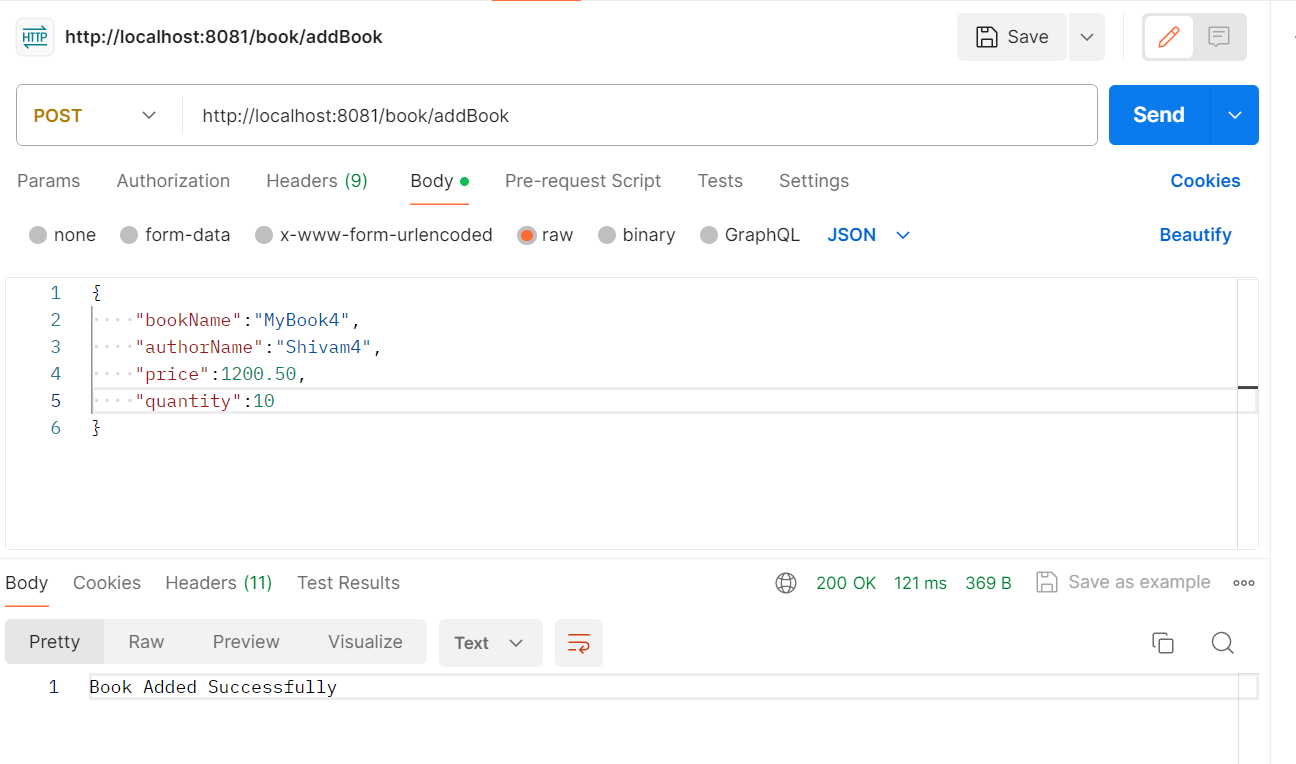 HTTP http://localhost:8081/book/addBook Save
POST http://localhost:8081/book/addBook Send
Params Authorization Headers (9) Body Pre-request Script Tests Settings Cookies
none form-data x-www-form-urlencoded raw binary GraphQL JSON Beautify
1 {
2 "bookName":"MyBook4",
3 "authorName":"Shivam4",
4 "price":1200.50,
5 "quantity":10
6 }
Body Cookies Headers (11) Test Results 200 OK 121 ms 369 B Save as example
Pretty Raw Preview Visualize Text
1 Book Added Successfully